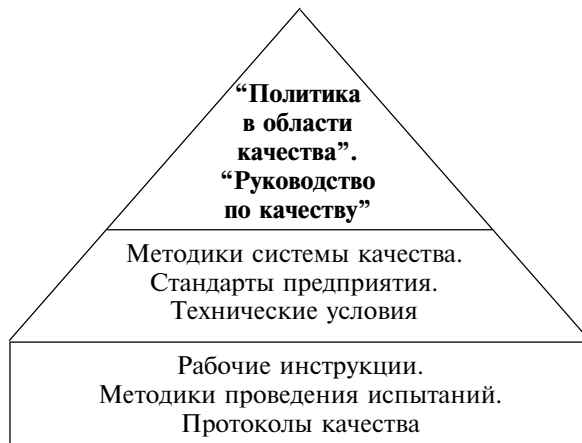 “Политика
в области
качества”.
“Руководство
по качеству”
Методики системы качества.
Стандарты предприятия.
Технические условия
Рабочие инструкции.
Методики проведения испытаний.
Протоколы качества